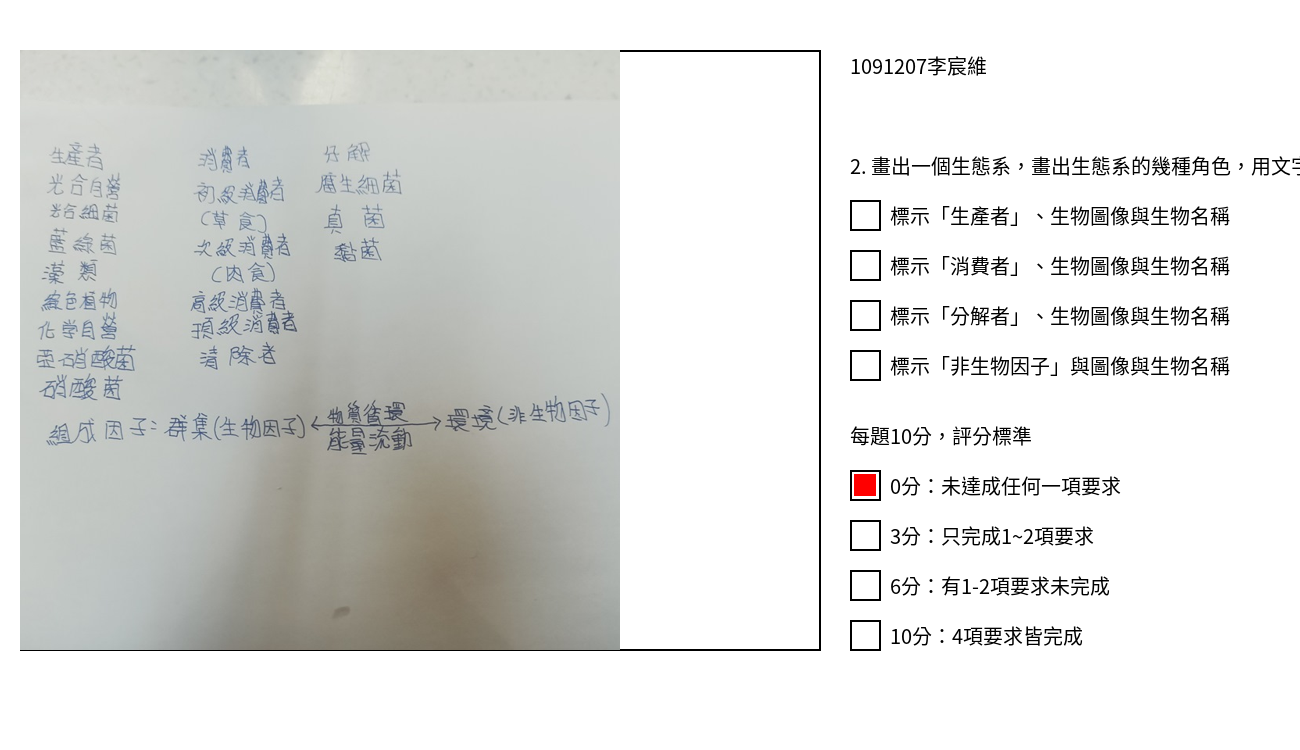 生產者
光合自營
光合細菌
藍綠菌
藻類
綠色植物
化学自營
亞硝酸菌
硝酸菌
消費者
初級消費者
(草食)
次級消費者
(肉食)
高級消費者
頂級消費者
清除者
分解
腐生細菌
真菌
黏菌
組成因子:群集(生物因子)←物質循環→環境(非生物因子)
能量流動
1091207李宸維
2. 畫出一個生態系，畫出生態系的幾種角色，用文字
標示「生產者」、生物圖像與生物名稱
標示「消費者」、生物圖像與生物名稱
標示「分解者」、生物圖像與生物名稱
標示「非生物因子」與圖像與生物名稱
每題10分，評分標準
0分：未達成任何一項要求
3分：只完成1~2項要求
6分：有1-2項要求未完成
10分：4項要求皆完成